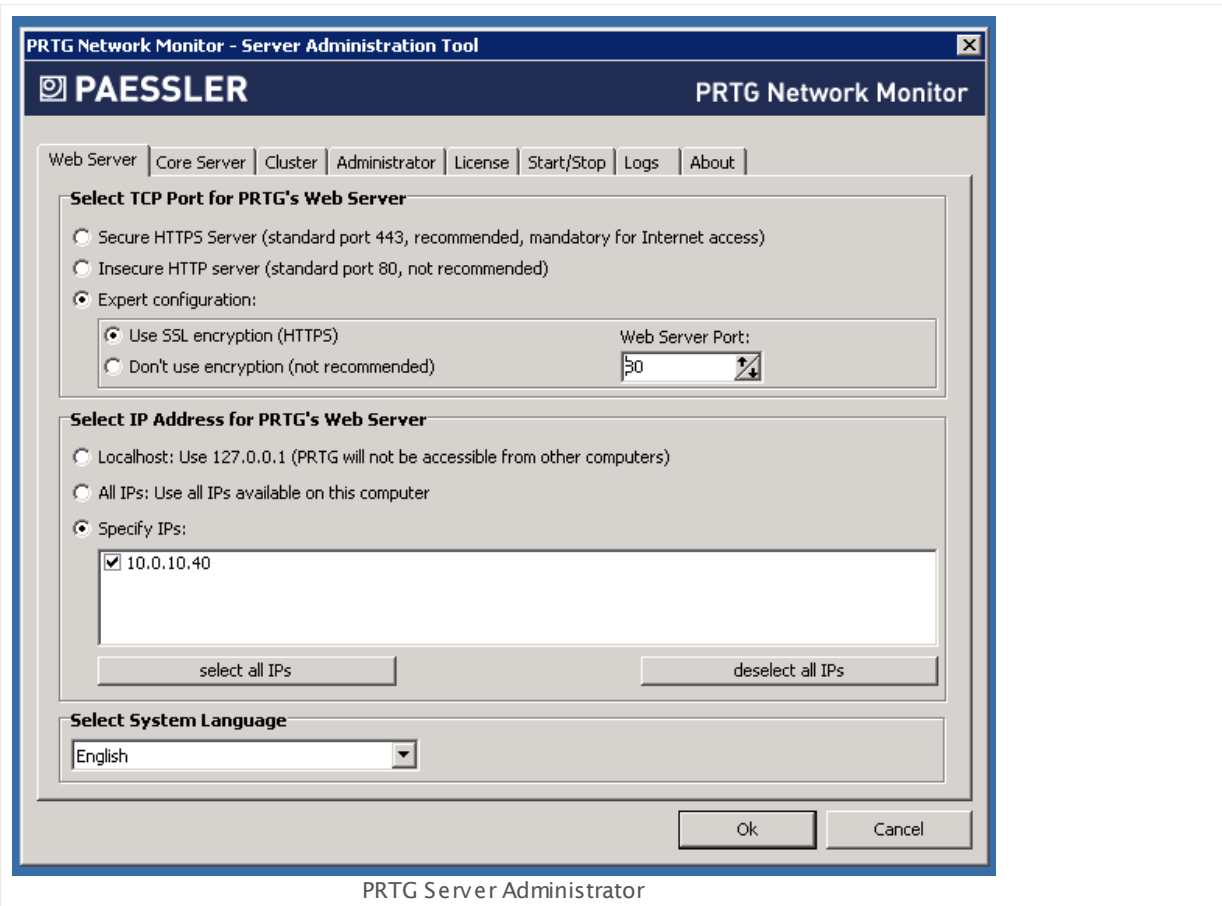 PRTG Network Monitor - Server Administration Tool
PAESSLER PRTG Network Monitor
Web Server Core Server Cluster Administrator License Start/Stop Logs About
Select TCP Port for PRTG's Web Server
Secure HTTPS Server (standard port 443, recommended, mandatory for Internet access)
Insecure HTTP server (standard port 80, not recommended)
Expert configuration:
Use SSL encryption (HTTPS) Web Server Port:
Don't use encryption (not recommended)
Select IP Address for PRTG's Web Server
Localhost: Use 127.0.0.1 (PRTG will not be accessible from other computers)
All IPs: Use all IPs available on this computer
Specify IPs:
10.0.10.40
select all IPs deselect all IPs
Select System Language
English
Ok Cancel
PRTG Server Administrator